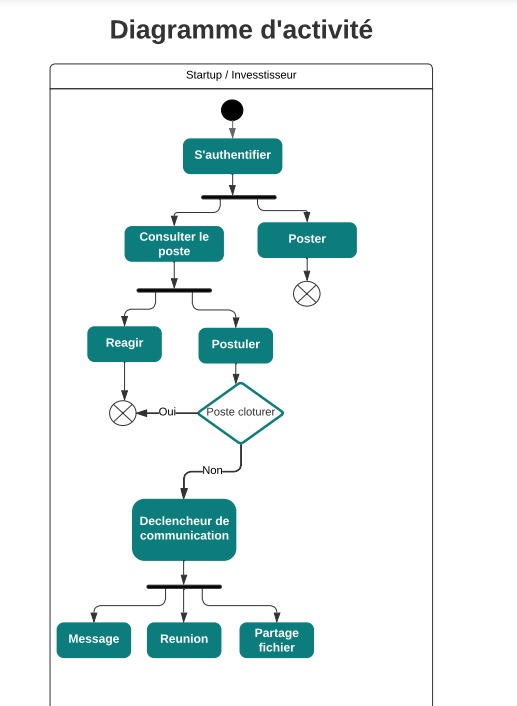 Diagramme d'activité
Startup / Invesstisseur
S'authentifier
Consulter le
poste
Poster
Reagir
Postuler
Oui
Poste cloturer
Non
Declencheur de
communication
Message
Reunion
Partage
fichier